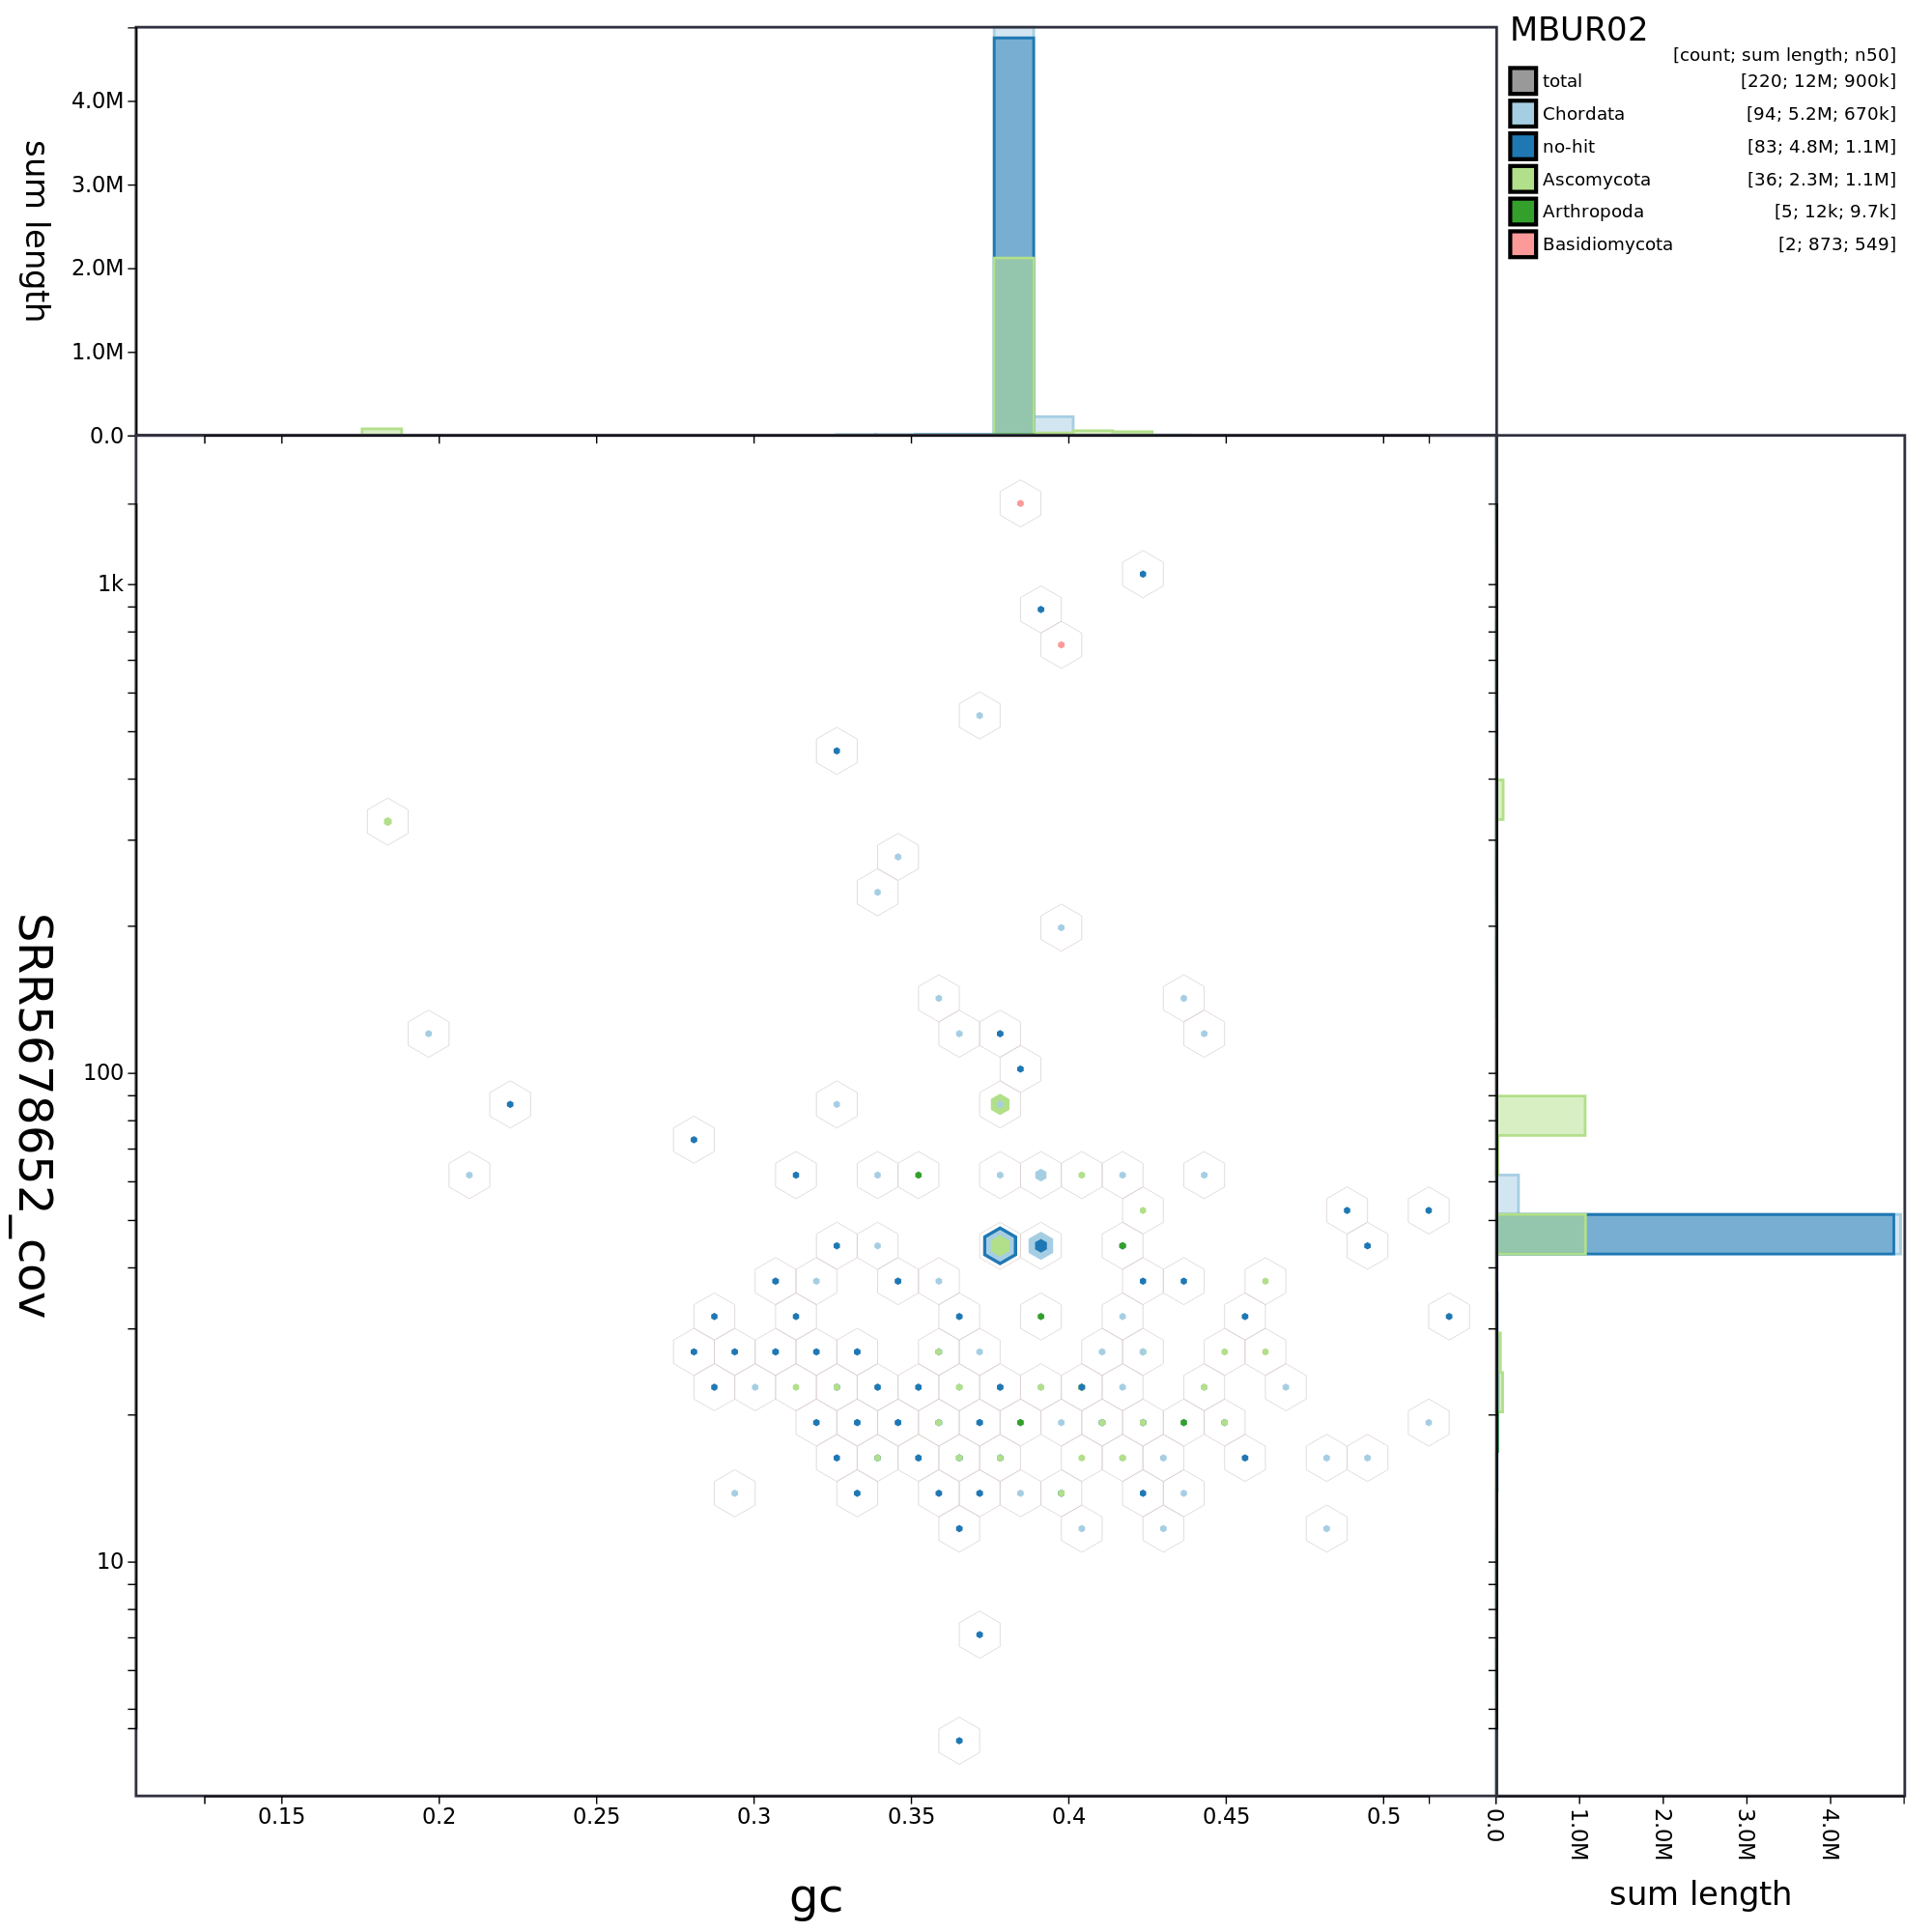 MBUR02
[count; sum length; n50]
total [220; 12M; 900k]
Chordata [94; 5.2M; 670k]
no-hit [83; 4.8M; 1.1M]
Ascomycota [36; 2.3M; 1.1M]
Arthropoda [5; 12k; 9.7k]
Basidiomycota [2; 873; 549]
sum length
4.0M
3.0M
2.0M
1.0M
0.0
SRR5678652_cov
1k
100
10
0.15 0.2 0.25 0.3 0.35 0.4 0.45 0.5
gc
0.0 1.0M 2.0M 3.0M 4.0M
sum length